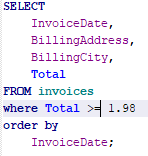 SELECT
InvoiceDate,
BillingAddress,
BillingCity,
Total
FROM invoices
where Total >= 1.98
order by
InvoiceDate;